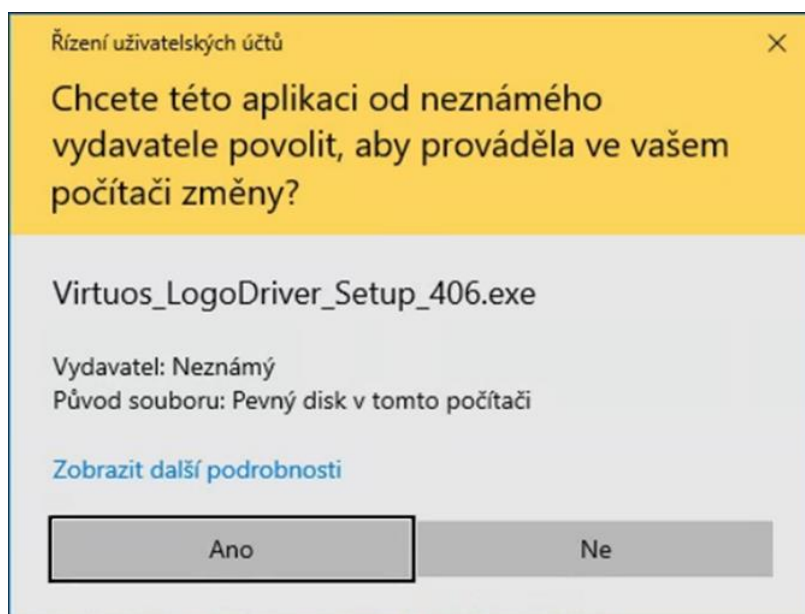 Řízení uživatelských účtů
Chcete této aplikaci od neznámého
vydavatele povolit, aby prováděla ve vašem
počítači změny?
Virtuos_LogoDriver_Setup_406.exe
Vydavatel: Neznámý
Původ souboru: Pevný disk v tomto počítači
Zobrazit další podrobnosti
Ano
Ne